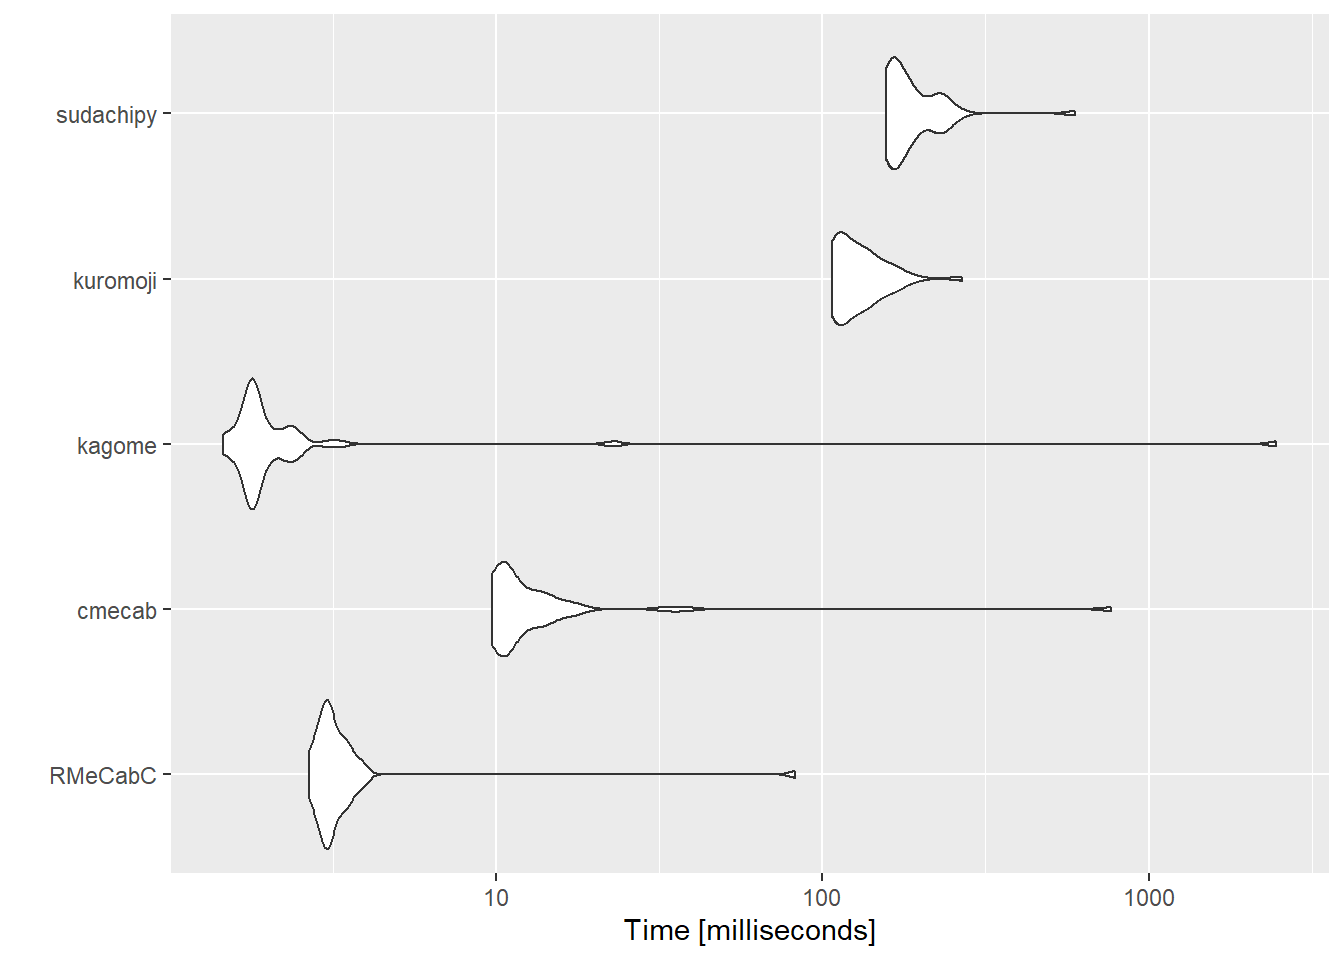 sudachipy
kuromoji
kagome
cmecab
RMeCabC
10 100 1000
Time [milliseconds]